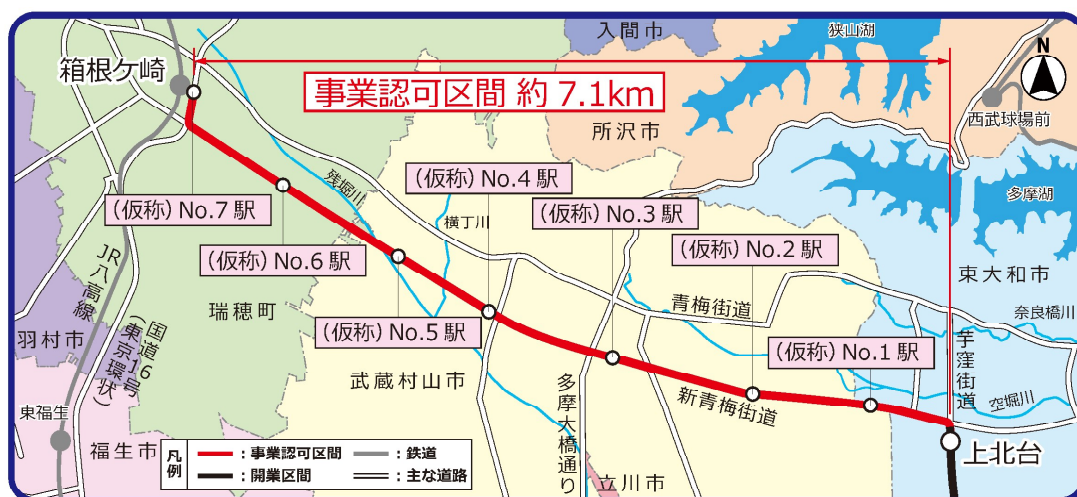 入間市
狭山湖
N
箱根ケ崎
事業認可区間 約 7.1km
西武球場前
所沢市
残堀川
(仮称) No.4 駅
多摩湖
(仮称) No.7 駅
横丁川
(仮称) No.3 駅
(仮称) No.2 駅
(仮称) No.6 駅
東大和市
JR八高線
瑞穂町
青梅街道
奈良橋川
羽村市
国道16号
(東京環状)
(仮称) No.5 駅
(仮称) No.1 駅
芋窪街道
武蔵村山市
新青梅街道
空堀川
東福生
多摩大橋通り
福生市
上北台
凡例
:事業認可区間
:鉄道
:開業区間
:主な道路
立川市